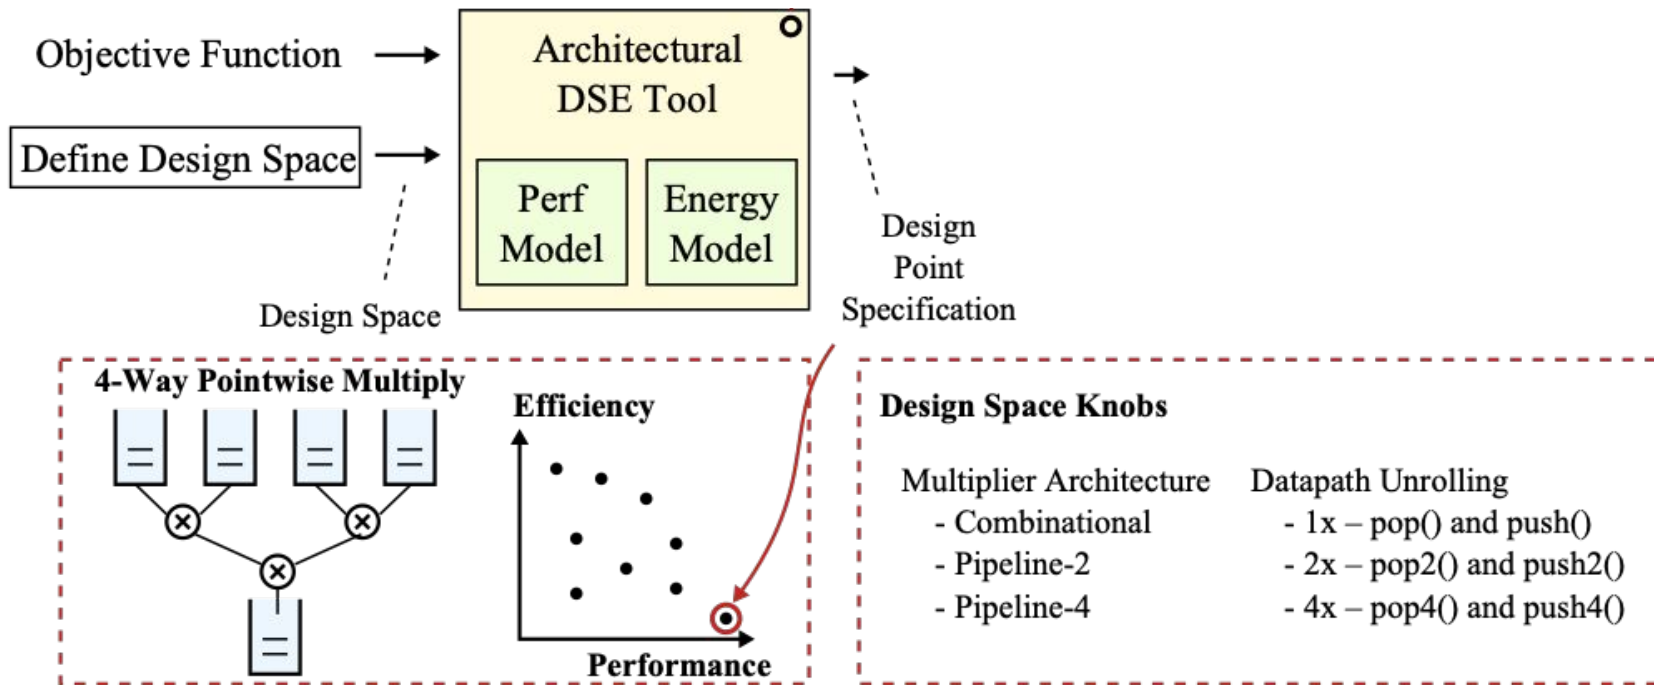 Objective Function
Define Design Space
Architectural
DSE Tool
Perf
Model
Energy
Model
Design Space
Design
Point
Specification
4-Way Pointwise Multiply
Efficiency
Performance
Design Space Knobs
Multiplier Architecture
- Combinational
- Pipeline-2
- Pipeline-4
Datapath Unrolling
- 1x – pop() and push()
- 2x – pop2() and push2()
- 4x – pop4() and push4()